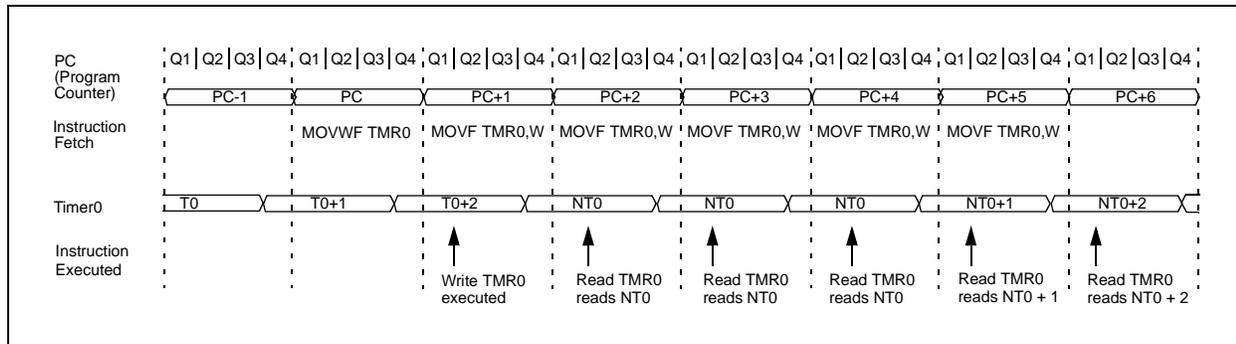 PC
(Program
Counter)
Q1 Q2 Q3 Q4 Q1 Q2 Q3 Q4 Q1 Q2 Q3 Q4 Q1 Q2 Q3 Q4 Q1 Q2 Q3 Q4 Q1 Q2 Q3 Q4 Q1 Q2 Q3 Q4 Q1 Q2 Q3 Q4
PC-1 PC PC+1 PC+2 PC+3 PC+4 PC+5 PC+6
Instruction
Fetch
MOVWF TMR0 MOVF TMR0,W MOVF TMR0,W MOVF TMR0,W MOVF TMR0,W MOVF TMR0,W
Timer0
T0 T0+1 T0+2 NT0 NT0 NT0 NT0+1 NT0+2
Instruction
Executed
Write TMR0
executed
Read TMR0
reads NT0
Read TMR0
reads NT0
Read TMR0
reads NT0
Read TMR0
reads NT0 + 1
Read TMR0
reads NT0 + 2